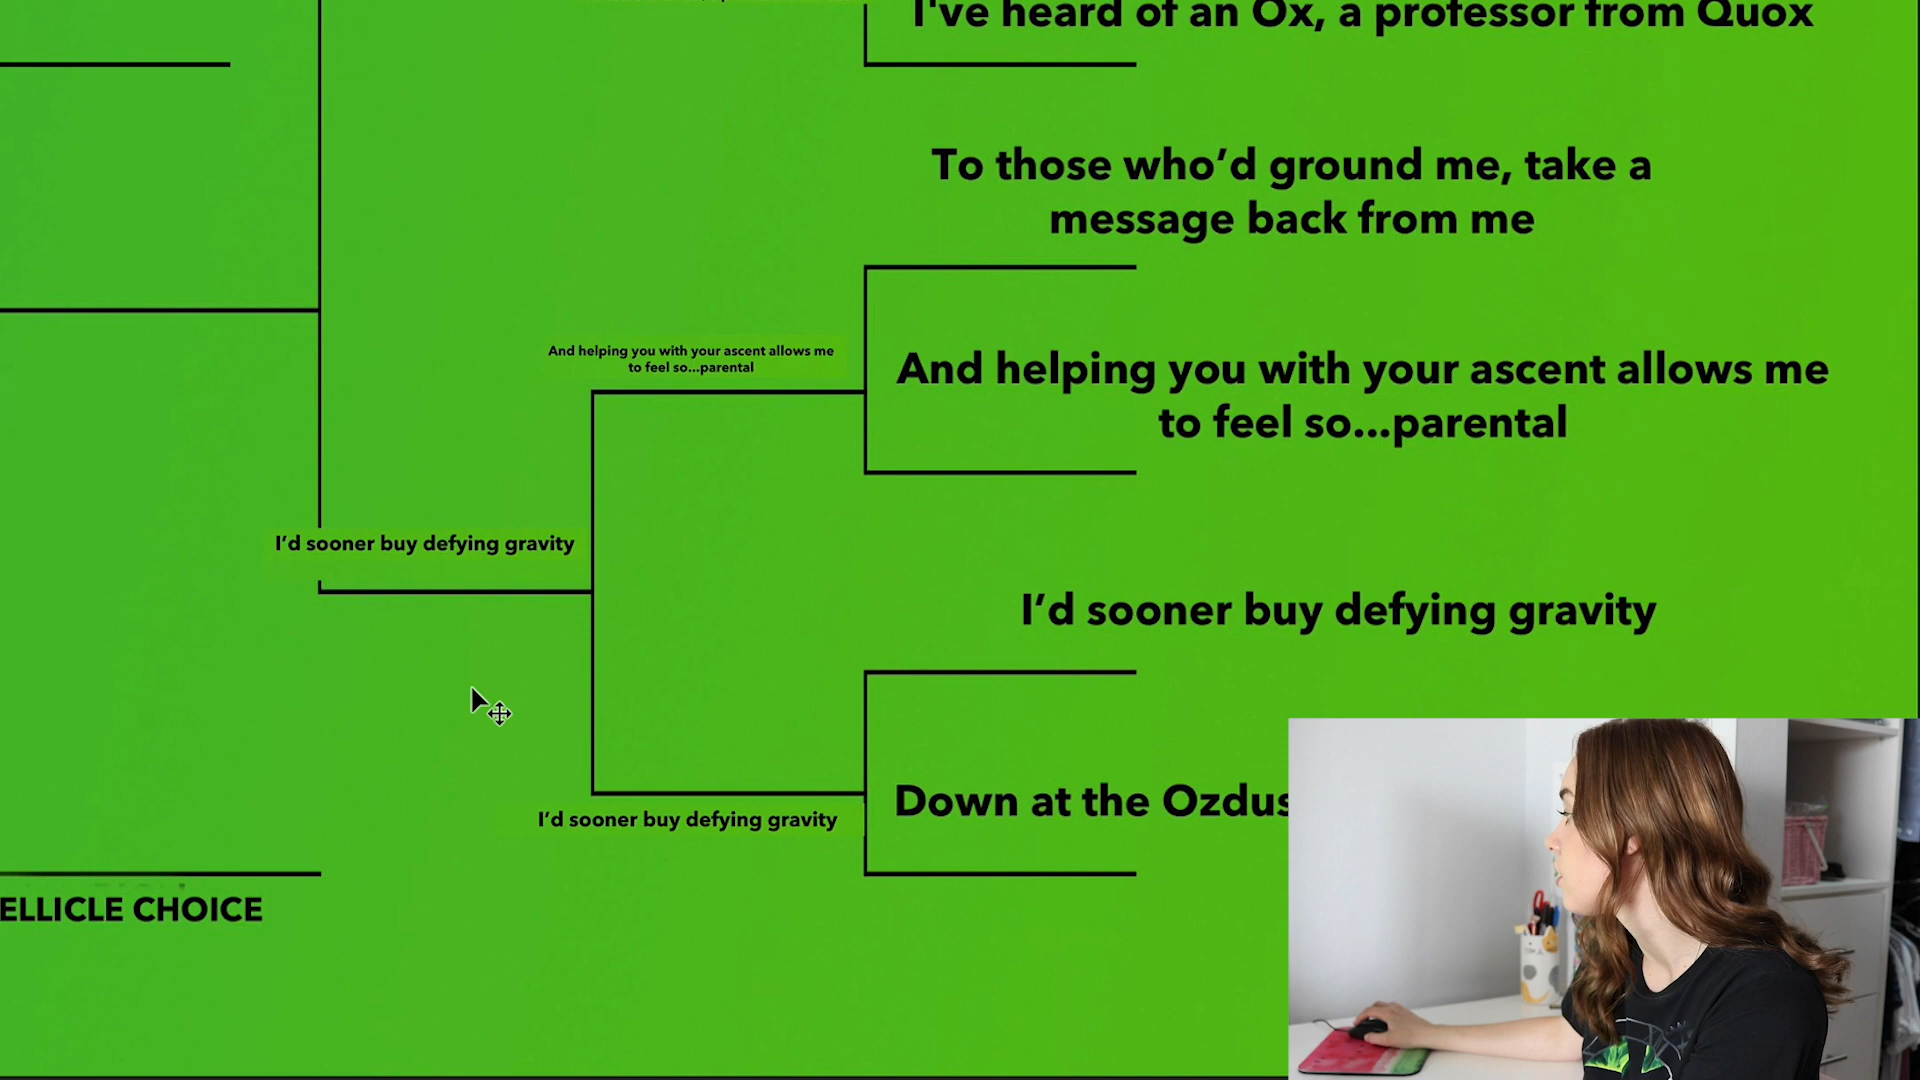 I've heard of an Ox, a professor from Quox
To those who’d ground me, take a
message back from me
And helping you with your ascent allows me
to feel so...parental
And helping you with your ascent allows me
to feel so...parental
I’d sooner buy defying gravity
I’d sooner buy defying gravity
Down at the Ozdus
I’d sooner buy defying gravity
ELLICLE CHOICE